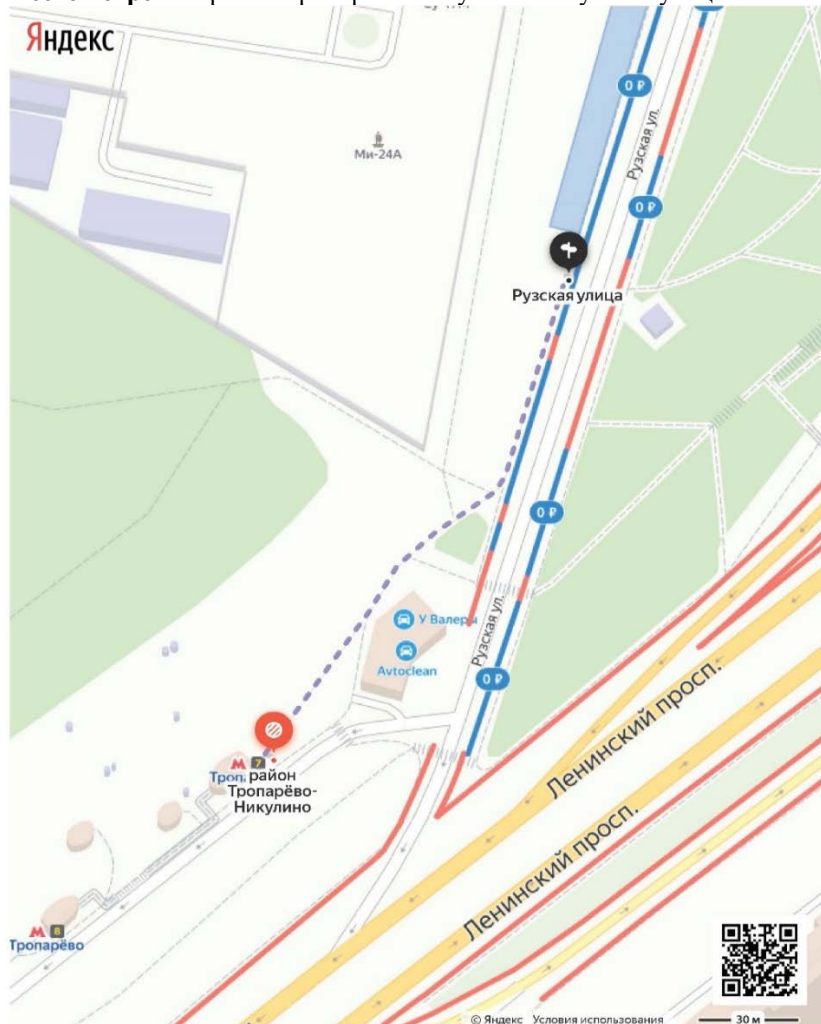 Яндекс
0 ₽
Рузская ул.
Ми-24А
0 ₽
Рузская улица
0 ₽
У Валеры
Рузская ул.
Avtoclean
0 ₽
Ленинский просп.
М 7
район
Тропарёво-
Никулино
Ленинский просп.
М 8
Тропарёво
© Яндекс Условия использования
30 м